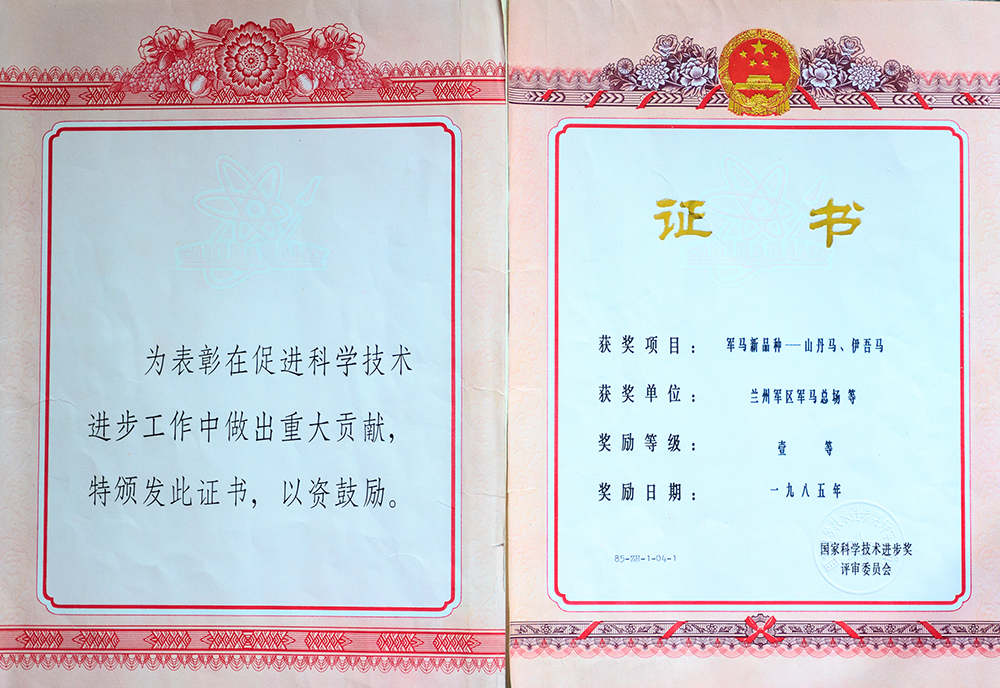 为表彰在促进科学技术
进步工作中做出重大贡献，
特颁发此证书，以资鼓励。
证书
获奖项目：军马新品种——山丹马、伊吾马
获奖单位：兰州军区军马总场等
奖励等级：壹等
奖励日期：一九八五年
85-ZH-1-04-1
国家科学技术进步奖
评审委员会